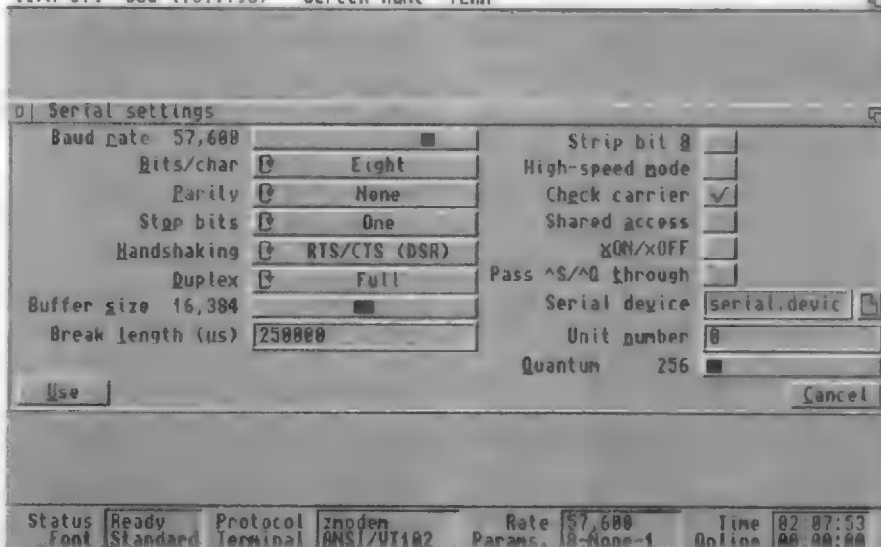 Serial settings
Baud rate 57,600
Bits/char Eight
Parity None
Stop bits One
Handshaking RTS/CTS (DSR)
Duplex Full
Buffer size 16,384
Break length (µs) 250000
Strip bit 8
High-speed mode
Check carrier
Shared access
xON/xOFF
Pass ^S/^Q through
Serial device serial.devic
Unit number 0
Quantum 256
Use
Cancel
Status Ready Protocol zmodem Rate 57,600 Time 02:07:53
Font Standard Terminal ANSI/VT102 Params. 8-None-1 Online 00:00:00